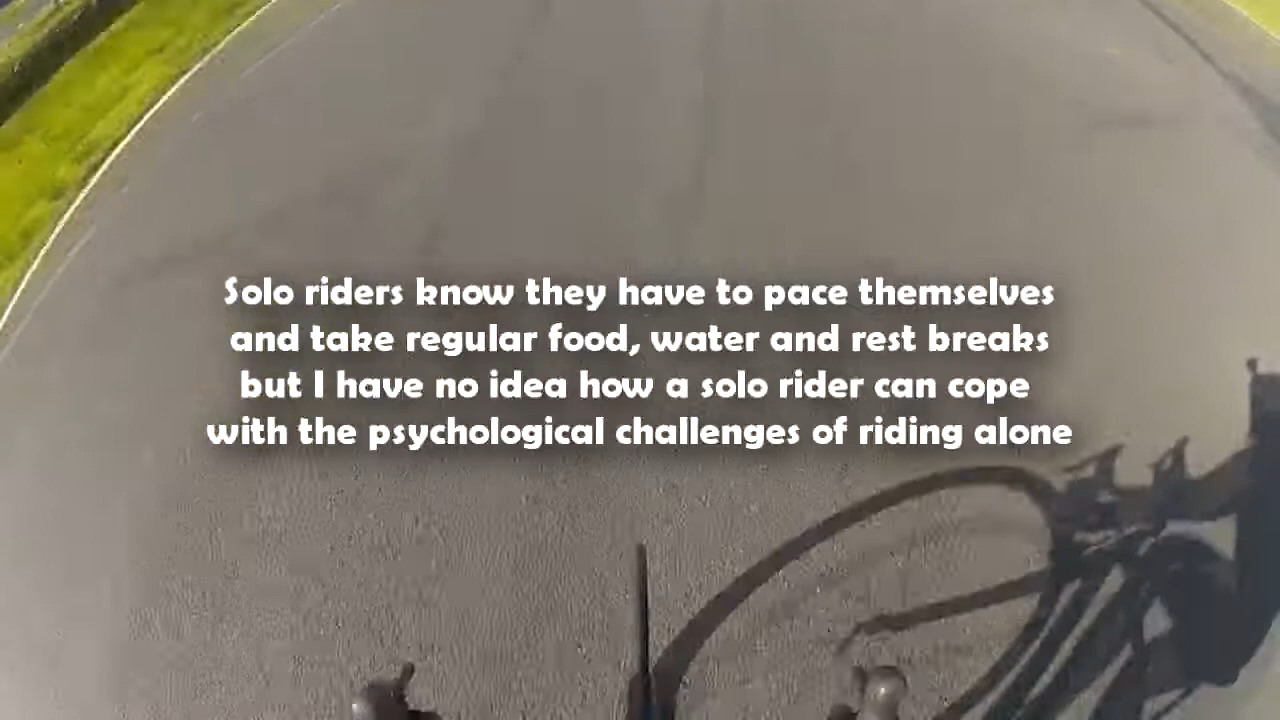 Solo riders know they have to pace themselves
and take regular food, water and rest breaks
but I have no idea how a solo rider can cope
with the psychological challenges of riding alone